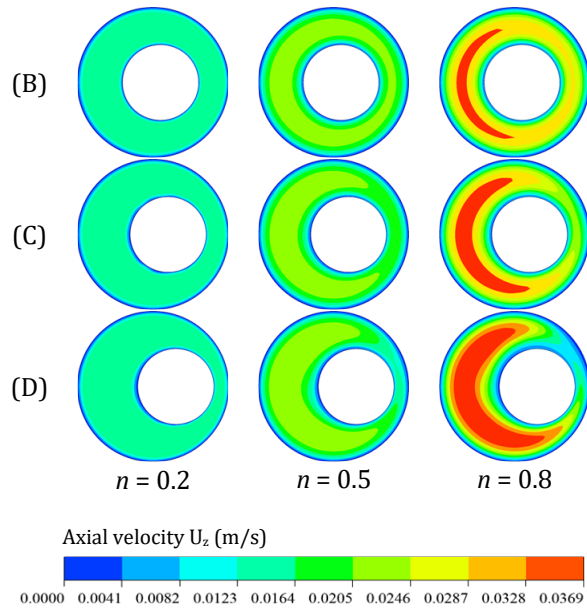 (B)
(C)
(D)
n = 0.2 n = 0.5 n = 0.8
Axial velocity Uz (m/s)
0.0000 0.0041 0.0082 0.0123 0.0164 0.0205 0.0246 0.0287 0.0328 0.0369